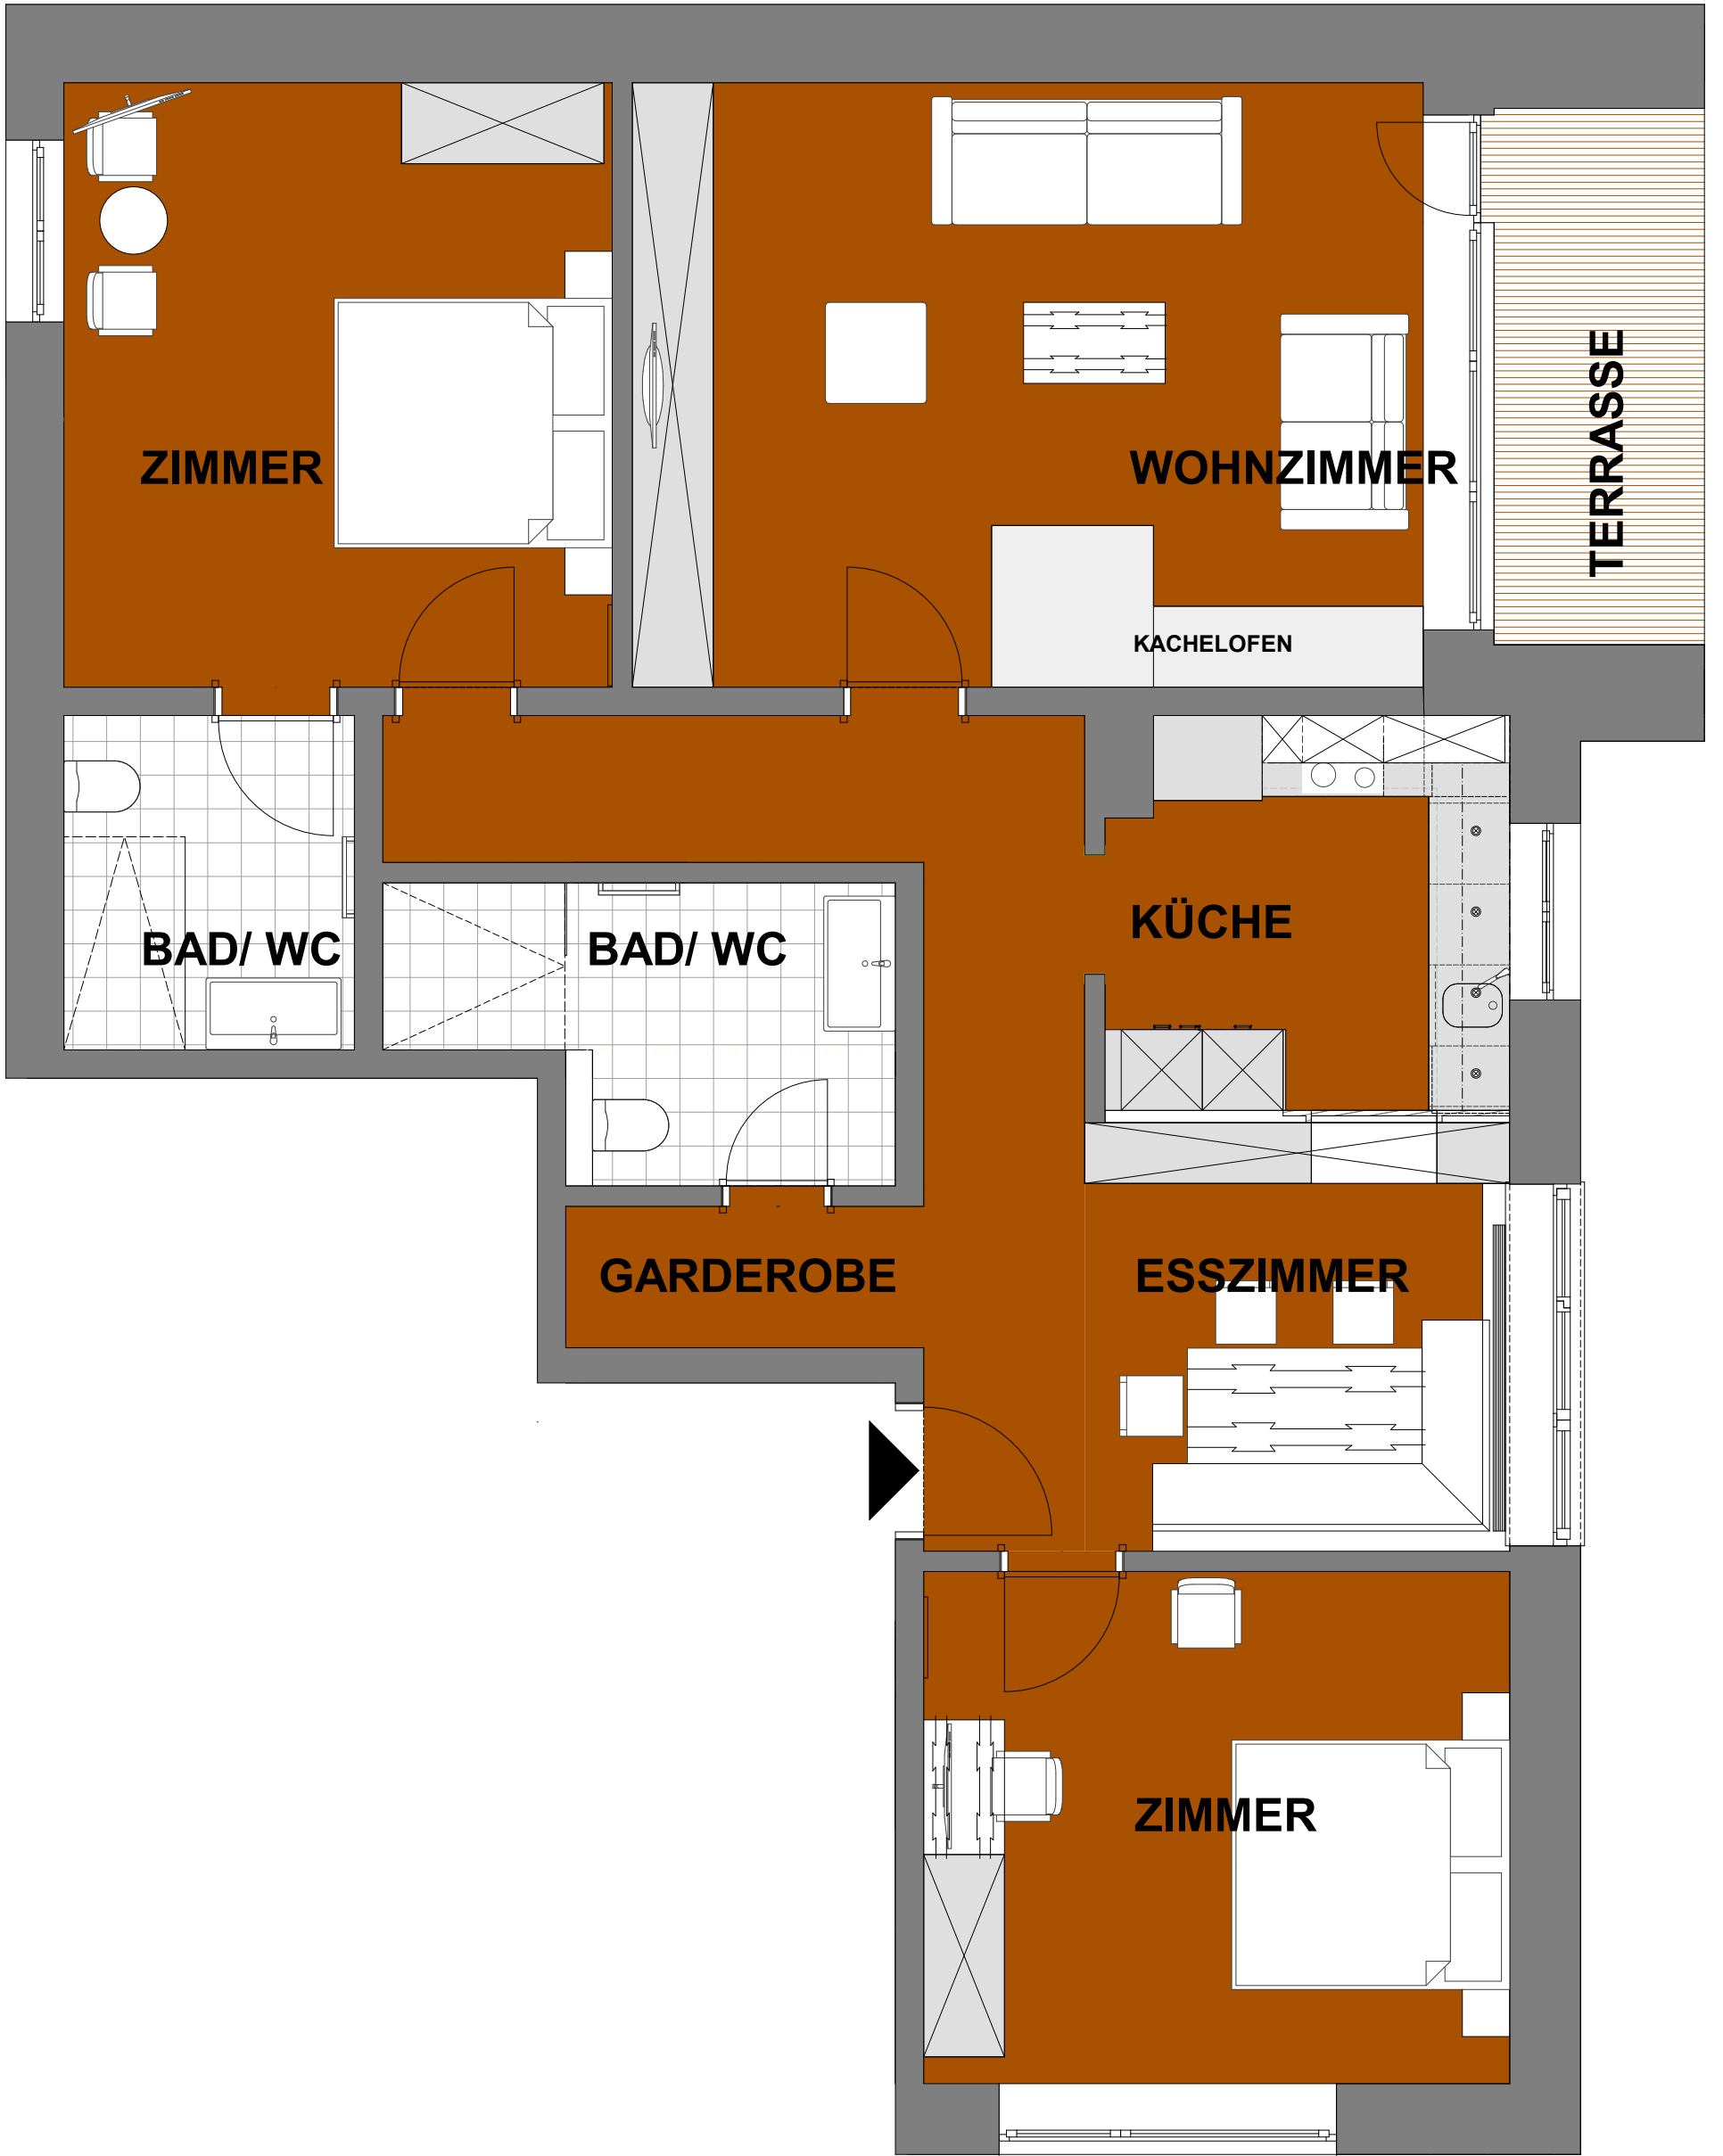 TERRASSE
ZIMMER
WOHNZIMMER
KACHELOFEN
KÜCHE
BAD/ WC
BAD/ WC
GARDEROBE
ESSZIMMER
ZIMMER